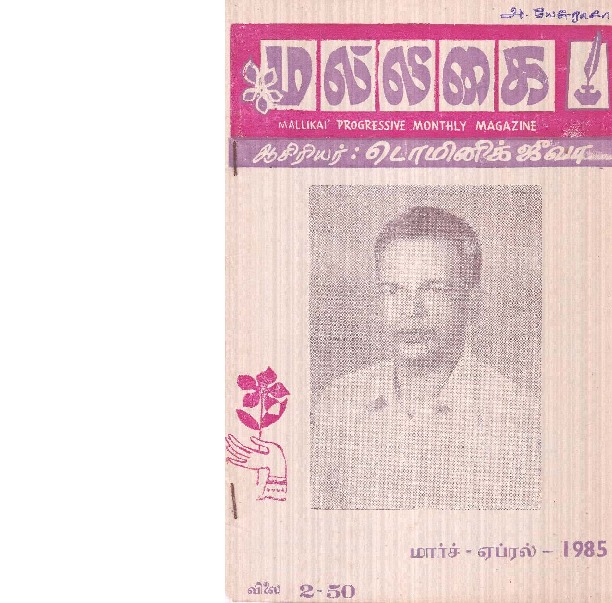 அ. யேசுராசா
மல்லிகை
'MALLIKAI' PROGRESSIVE MONTHLY MAGAZINE
ஆசிரியர் : டொமினிக் ஜீவா
மார்ச் - ஏப்ரல் - 1985
விலை 2-50